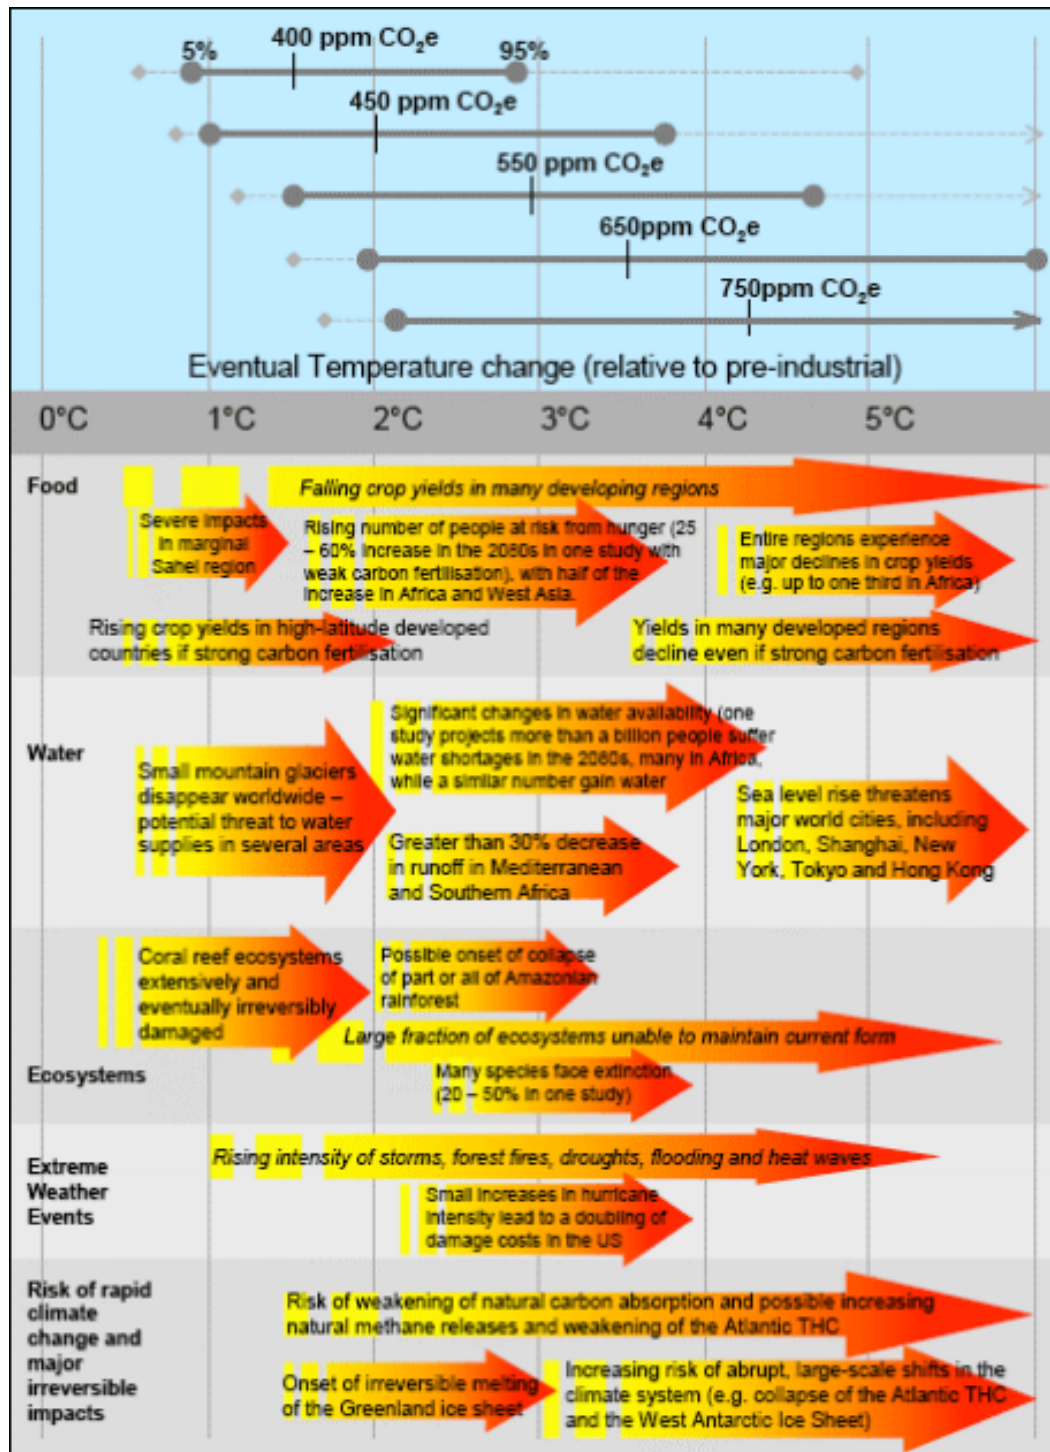 400 ppm CO₂e
5%
95%
450 ppm CO₂e
550 ppm CO₂e
650ppm CO₂e
750ppm CO₂e
Eventual Temperature change (relative to pre-industrial)
0°C 1°C 2°C 3°C 4°C 5°C
Food
Falling crop yields in many developing regions
Severe impacts
in marginal
Sahel region
Rising number of people at risk from hunger (25
– 60% increase in the 2080s in one study with
weak carbon fertilisation), with half of the
increase in Africa and West Asia.
Entire regions experience
major declines in crop yields
(e.g. up to one third in Africa)
Rising crop yields in high-latitude developed
countries if strong carbon fertilisation
Yields in many developed regions
decline even if strong carbon fertilisation
Water
Small mountain glaciers
disappear worldwide –
potential threat to water
supplies in several areas
Significant changes in water availability (one
study projects more than a billion people suffer
water shortages in the 2080s, many in Africa,
while a similar number gain water
Greater than 30% decrease
in runoff in Mediterranean
and Southern Africa
Sea level rise threatens
major world cities, including
London, Shanghai, New
York, Tokyo and Hong Kong
Ecosystems
Coral reef ecosystems
extensively and
eventually irreversibly
damaged
Possible onset of collapse
of part or all of Amazonian
rainforest
Large fraction of ecosystems unable to maintain current form
Many species face extinction
(20 – 50% in one study)
Extreme
Weather
Events
Rising intensity of storms, forest fires, droughts, flooding and heat waves
Small increases in hurricane
intensity lead to a doubling of
damage costs in the US
Risk of rapid
climate
change and
major
irreversible
impacts
Risk of weakening of natural carbon absorption and possible increasing
natural methane releases and weakening of the Atlantic THC
Onset of irreversible melting
of the Greenland ice sheet
Increasing risk of abrupt, large-scale shifts in the
climate system (e.g. collapse of the Atlantic THC
and the West Antarctic Ice Sheet)